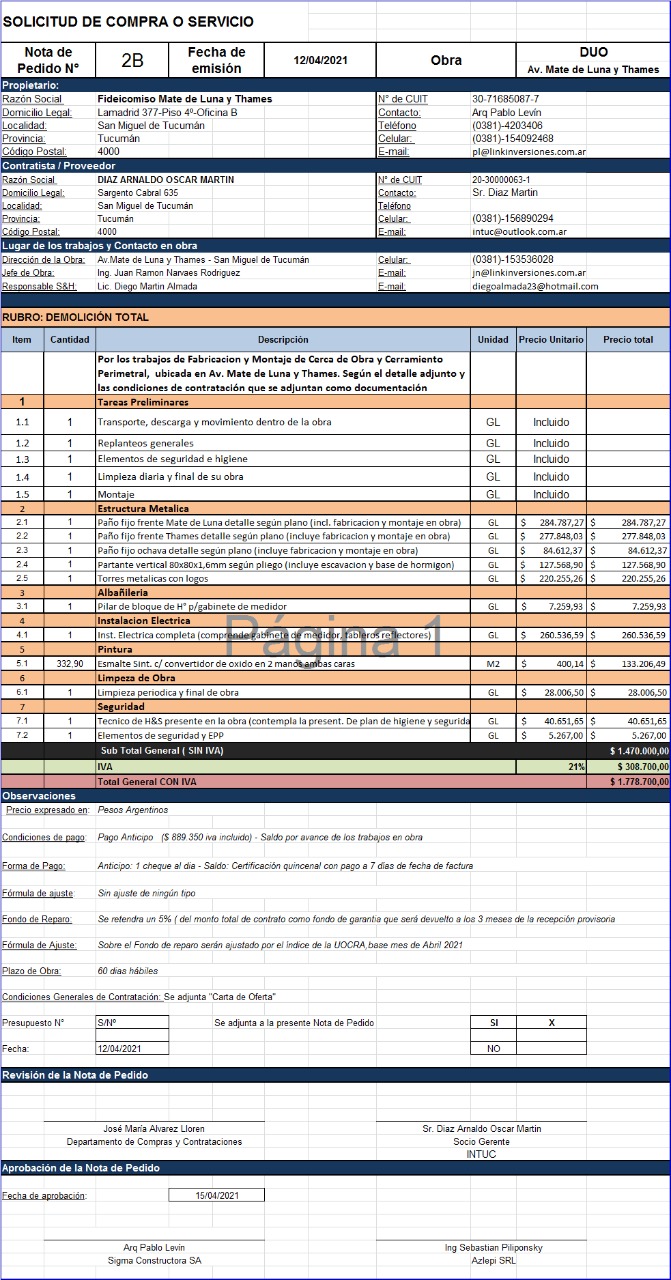 SOLICITUD DE COMPRA O SERVICIO
Nota de Pedido N° 2B Fecha de emisión 12/04/2021 Obra DUO Av. Mate de Luna y Thames
Propietario:
Razón Social Fideicomiso Mate de Luna y Thames N° de CUIT 30-71685087-7
Domicilio Legal: Lamadrid 377-Piso 4º-Oficina B Contacto: Arq Pablo Levín
Localidad: San Miguel de Tucumán Teléfono (0381)-4203406
Provincia: Tucumán Celular: (0381)-154092468
Código Postal: 4000 E-mail: pl@linkinversiones.com.ar
Contratista / Proveedor
Razón Social DIAZ ARNALDO OSCAR MARTIN N° de CUIT 20-30000063-1
Domicilio Legal: Sargento Cabral 635 Contacto: Sr. Diaz Martin
Localidad: San Miguel de Tucumán Teléfono
Provincia: Tucumán Celular: (0381)-156890294
Código Postal: 4000 E-mail: intuc@outlook.com.ar
Lugar de los trabajos y Contacto en obra
Dirección de la Obra: Av.Mate de Luna y Thames - San Miguel de Tucumán Celular: (0381)-153536028
Jefe de Obra: Ing. Juan Ramon Narvaes Rodriguez E-mail: jn@linkinversiones.com.ar
Responsable S&H: Lic. Diego Martin Almada E-mail: diegoalmada23@hotmail.com
RUBRO: DEMOLICIÓN TOTAL
Item Cantidad Descripción Unidad Precio Unitario Precio total
Por los trabajos de Fabricacion y Montaje de Cerca de Obra y Cerramiento
Perimetral, ubicada en Av. Mate de Luna y Thames. Según el detalle adjunto y
las condiciones de contratación que se adjuntan como documentación
1 Tareas Preliminares
1.1 1 Transporte, descarga y movimiento dentro de la obra GL Incluido
1.2 1 Replanteos generales GL Incluido
1.3 1 Elementos de seguridad e higiene GL Incluido
1.4 1 Limpieza diaria y final de su obra GL Incluido
1.5 1 Montaje GL Incluido
2 Estructura Metalica
2.1 1 Paño fijo frente Mate de Luna detalle según plano (incl. fabricacion y montaje en obra) GL $ 284.787,27 $ 284.787,27
2.2 1 Paño fijo frente Thames detalle según plano (incluye fabricacion y montaje en obra) GL $ 277.848,03 $ 277.848,03
2.3 1 Paño fijo ochava detalle según plano (incluye fabricacion y montaje en obra) GL $ 84.612,37 $ 84.612,37
2.4 1 Partante vertical 80x80x1,6mm según pliego (incluye escavacion y base de hormigon) GL $ 127.568,90 $ 127.568,90
2.5 1 Torres metalicas con logos GL $ 220.255,26 $ 220.255,26
3 Albañileria
3.1 1 Pilar de bloque de Hº p/gabinete de medidor GL $ 7.259,93 $ 7.259,93
4 Instalacion Electrica
Página 1
4.1 1 Inst. Electrica completa (comprende gabinete de medidor, tableros reflectores) GL $ 260.536,59 $ 260.536,59
5 Pintura
5.1 332,90 Esmalte Sint. c/ convertidor de oxido en 2 manos ambas caras M2 $ 400,14 $ 133.206,49
6 Limpeza de Obra
6.1 1 Limpieza periodica y final de obra GL $ 28.006,50 $ 28.006,50
7 Seguridad
7.1 1 Tecnico de H&S presente en la obra (contempla la present. De plan de higiene y segurida GL $ 40.651,65 $ 40.651,65
7.2 1 Elementos de seguridad y EPP GL $ 5.267,00 $ 5.267,00
Sub Total General ( SIN IVA) $ 1.470.000,00
IVA 21% $ 308.700,00
Total General CON IVA $ 1.778.700,00
Observaciones
Precio expresado en: Pesos Argentinos
Condiciones de pago: Pago Anticipo ($ 889.350 iva incluido) - Saldo por avance de los trabajos en obra
Forma de Pago: Anticipo: 1 cheque al dia - Saldo: Certificación quincenal con pago a 7 dias de fecha de factura
Fórmula de ajuste: Sin ajuste de ningún tipo
Fondo de Reparo: Se retendra un 5% ( del monto total de contrato como fondo de garantia que será devuelto a los 3 meses de la recepción provisoria
Fórmula de Ajuste: Sobre el Fondo de reparo serán ajustado por el índice de la UOCRA,base mes de Abril 2021
Plazo de Obra: 60 dias hábiles
Condiciones Generales de Contratación: Se adjunta "Carta de Oferta"
Presupuesto N° S/Nº Se adjunta a la presente Nota de Pedido SI X
Fecha: 12/04/2021 NO
Revisión de la Nota de Pedido
José María Alvarez Lloren Sr. Diaz Arnaldo Oscar Martin
Departamento de Compras y Contrataciones Socio Gerente
INTUC
Aprobación de la Nota de Pedido
Fecha de aprobación: 15/04/2021
Arq Pablo Levin Ing Sebastian Piliponsky
Sigma Constructora SA Azlepi SRL